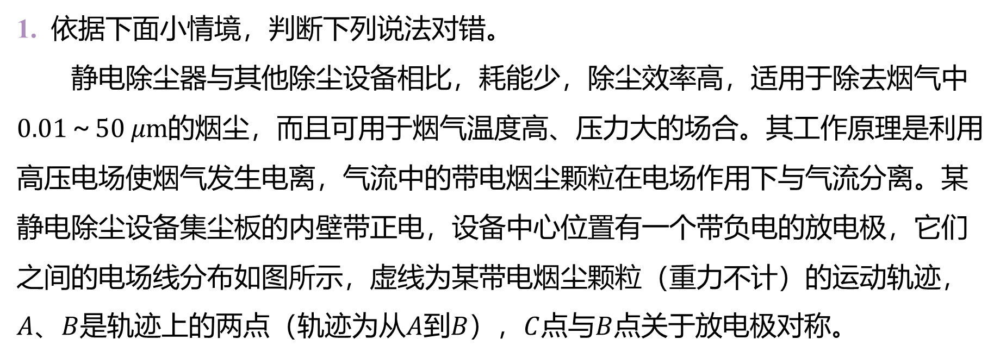 1. 依据下面小情境，判断下列说法对错。
静电除尘器与其他除尘设备相比，耗能少，除尘效率高，适用于除去烟气中
0.01～50 μm的烟尘，而且可用于烟气温度高、压力大的场合。其工作原理是利用
高压电场使烟气发生电离，气流中的带电烟尘颗粒在电场作用下与气流分离。某
静电除尘设备集尘板的内壁带正电，设备中心位置有一个带负电的放电极，它们
之间的电场线分布如图所示，虚线为某带电烟尘颗粒（重力不计）的运动轨迹，
A、B是轨迹上的两点（轨迹为从A到B），C点与B点关于放电极对称。